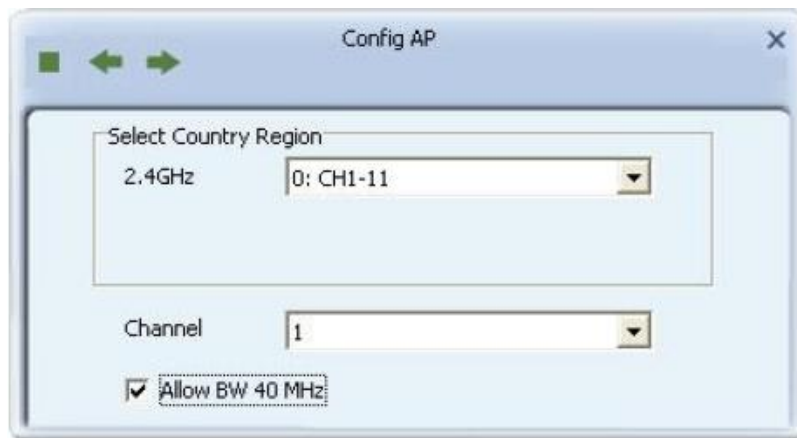 Config AP
Select Country Region
2.4GHz 0: CH1-11
Channel 1
Allow BW 40 MHz